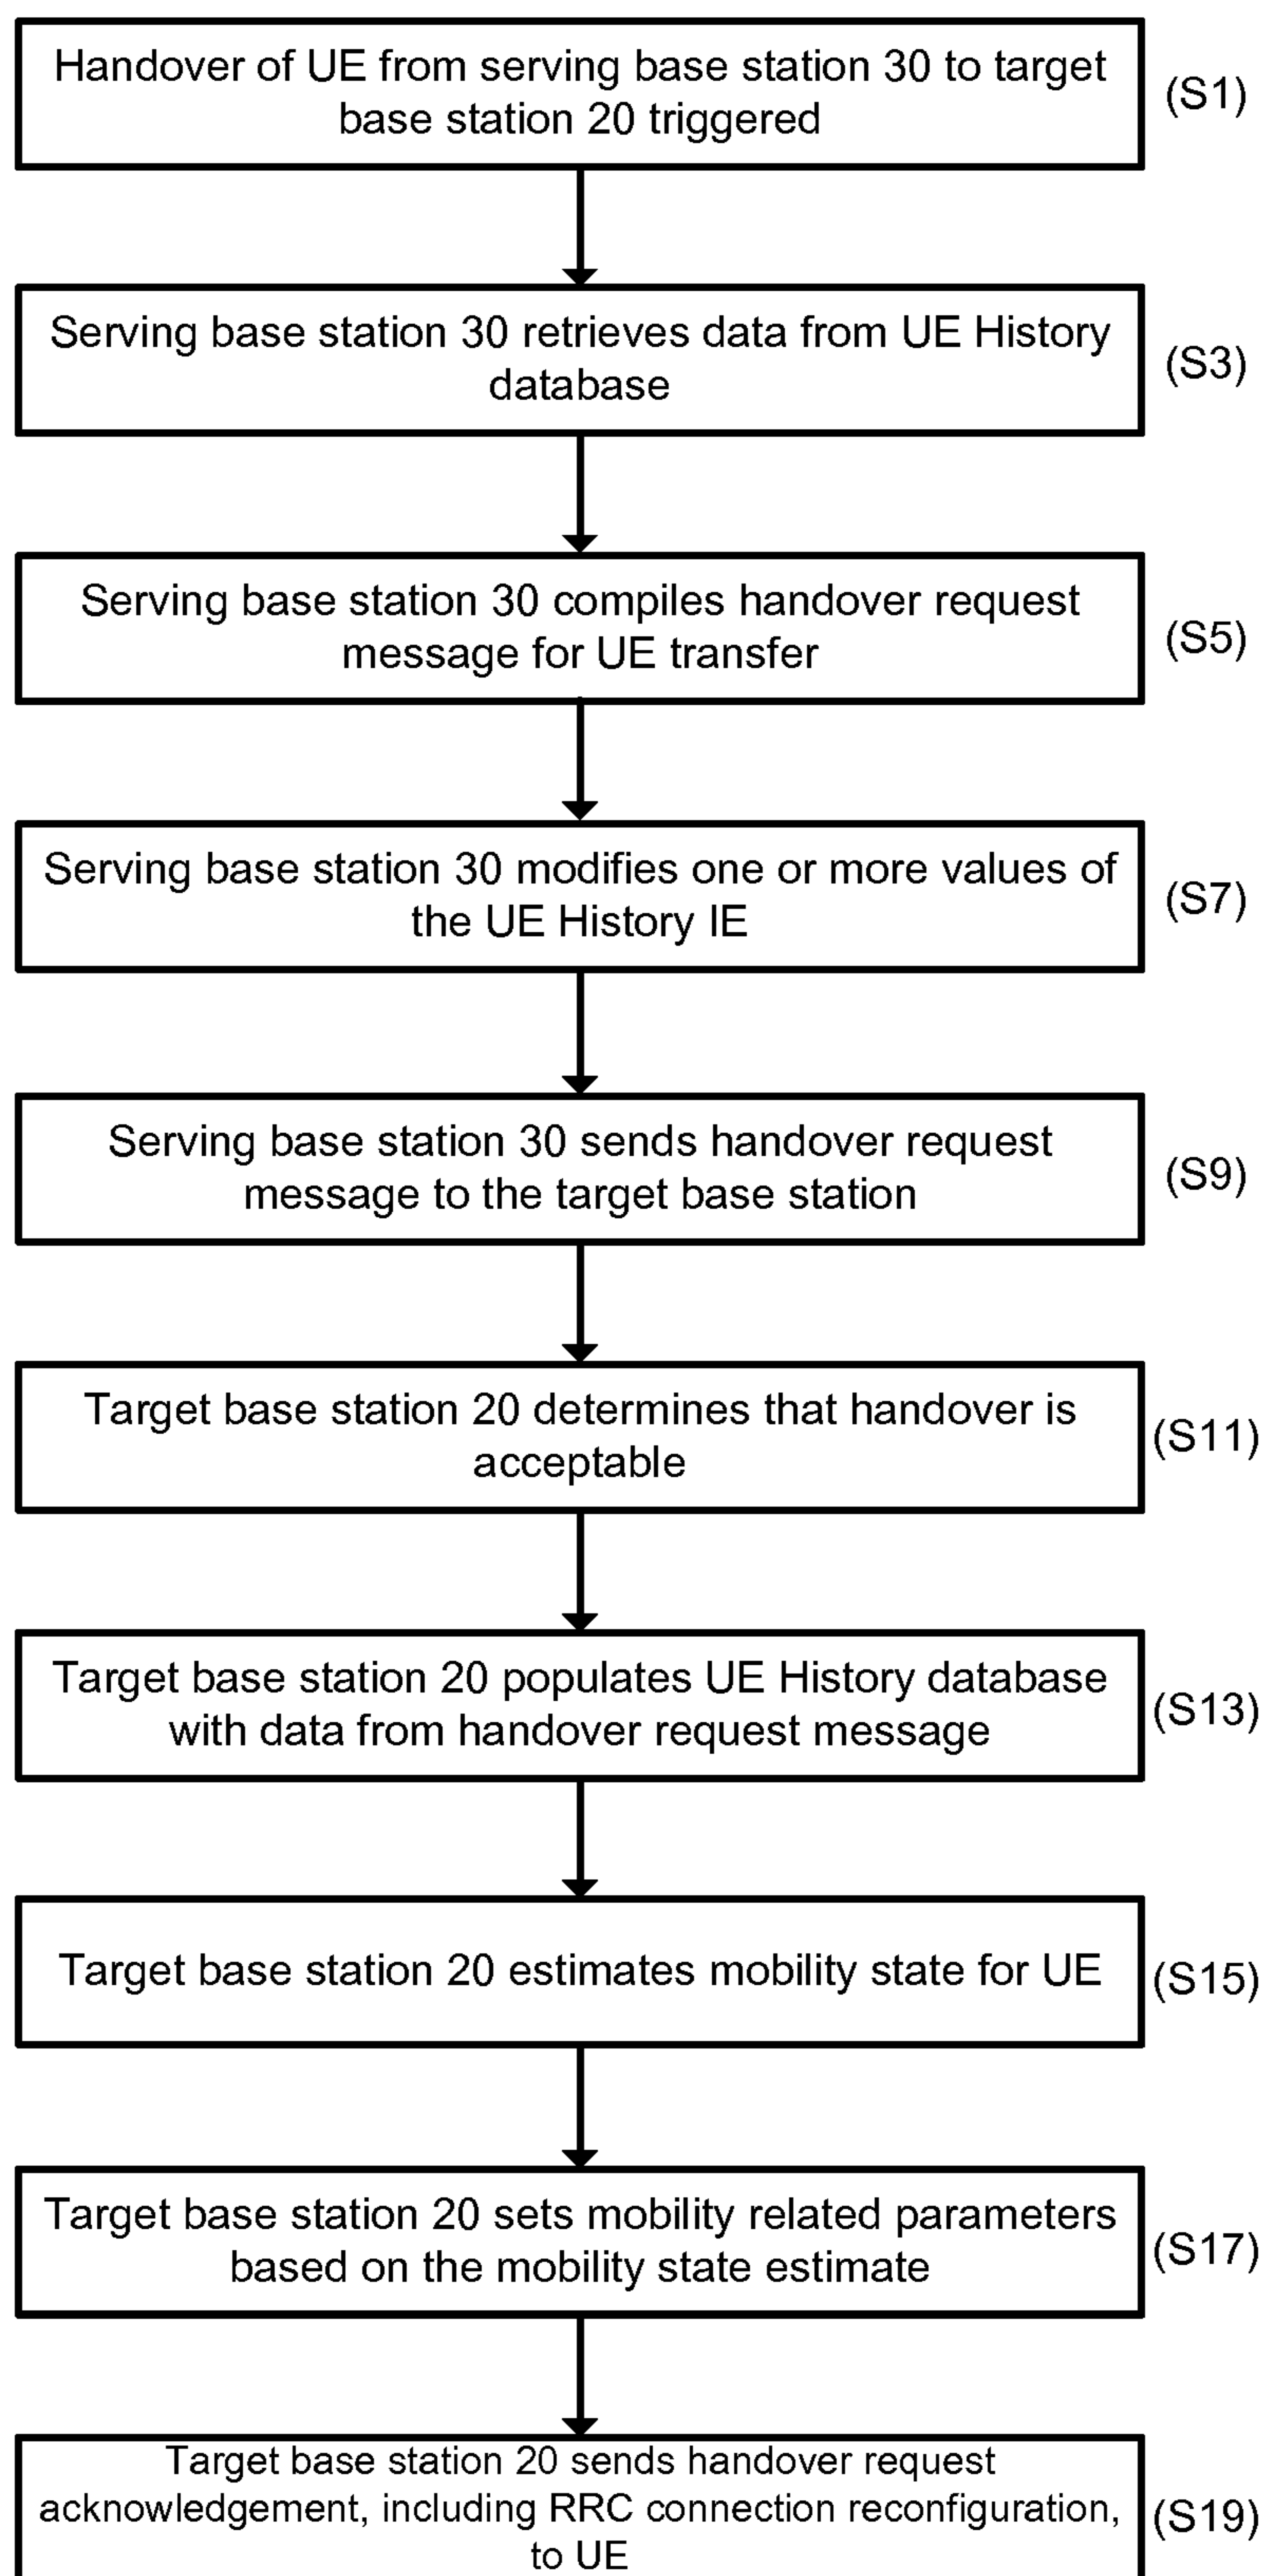 Handover of UE from serving base station 30 to target
base station 20 triggered
(S1)
Serving base station 30 retrieves data from UE History
database
(S3)
Serving base station 30 compiles handover request
message for UE transfer
(S5)
Serving base station 30 modifies one or more values of
the UE History IE
(S7)
Serving base station 30 sends handover request
message to the target base station
(S9)
Target base station 20 determines that handover is
acceptable
(S11)
Target base station 20 populates UE History database
with data from handover request message
(S13)
Target base station 20 estimates mobility state for UE
(S15)
Target base station 20 sets mobility related parameters
based on the mobility state estimate
(S17)
Target base station 20 sends handover request
acknowledgement, including RRC connection reconfiguration,
to UE
(S19)